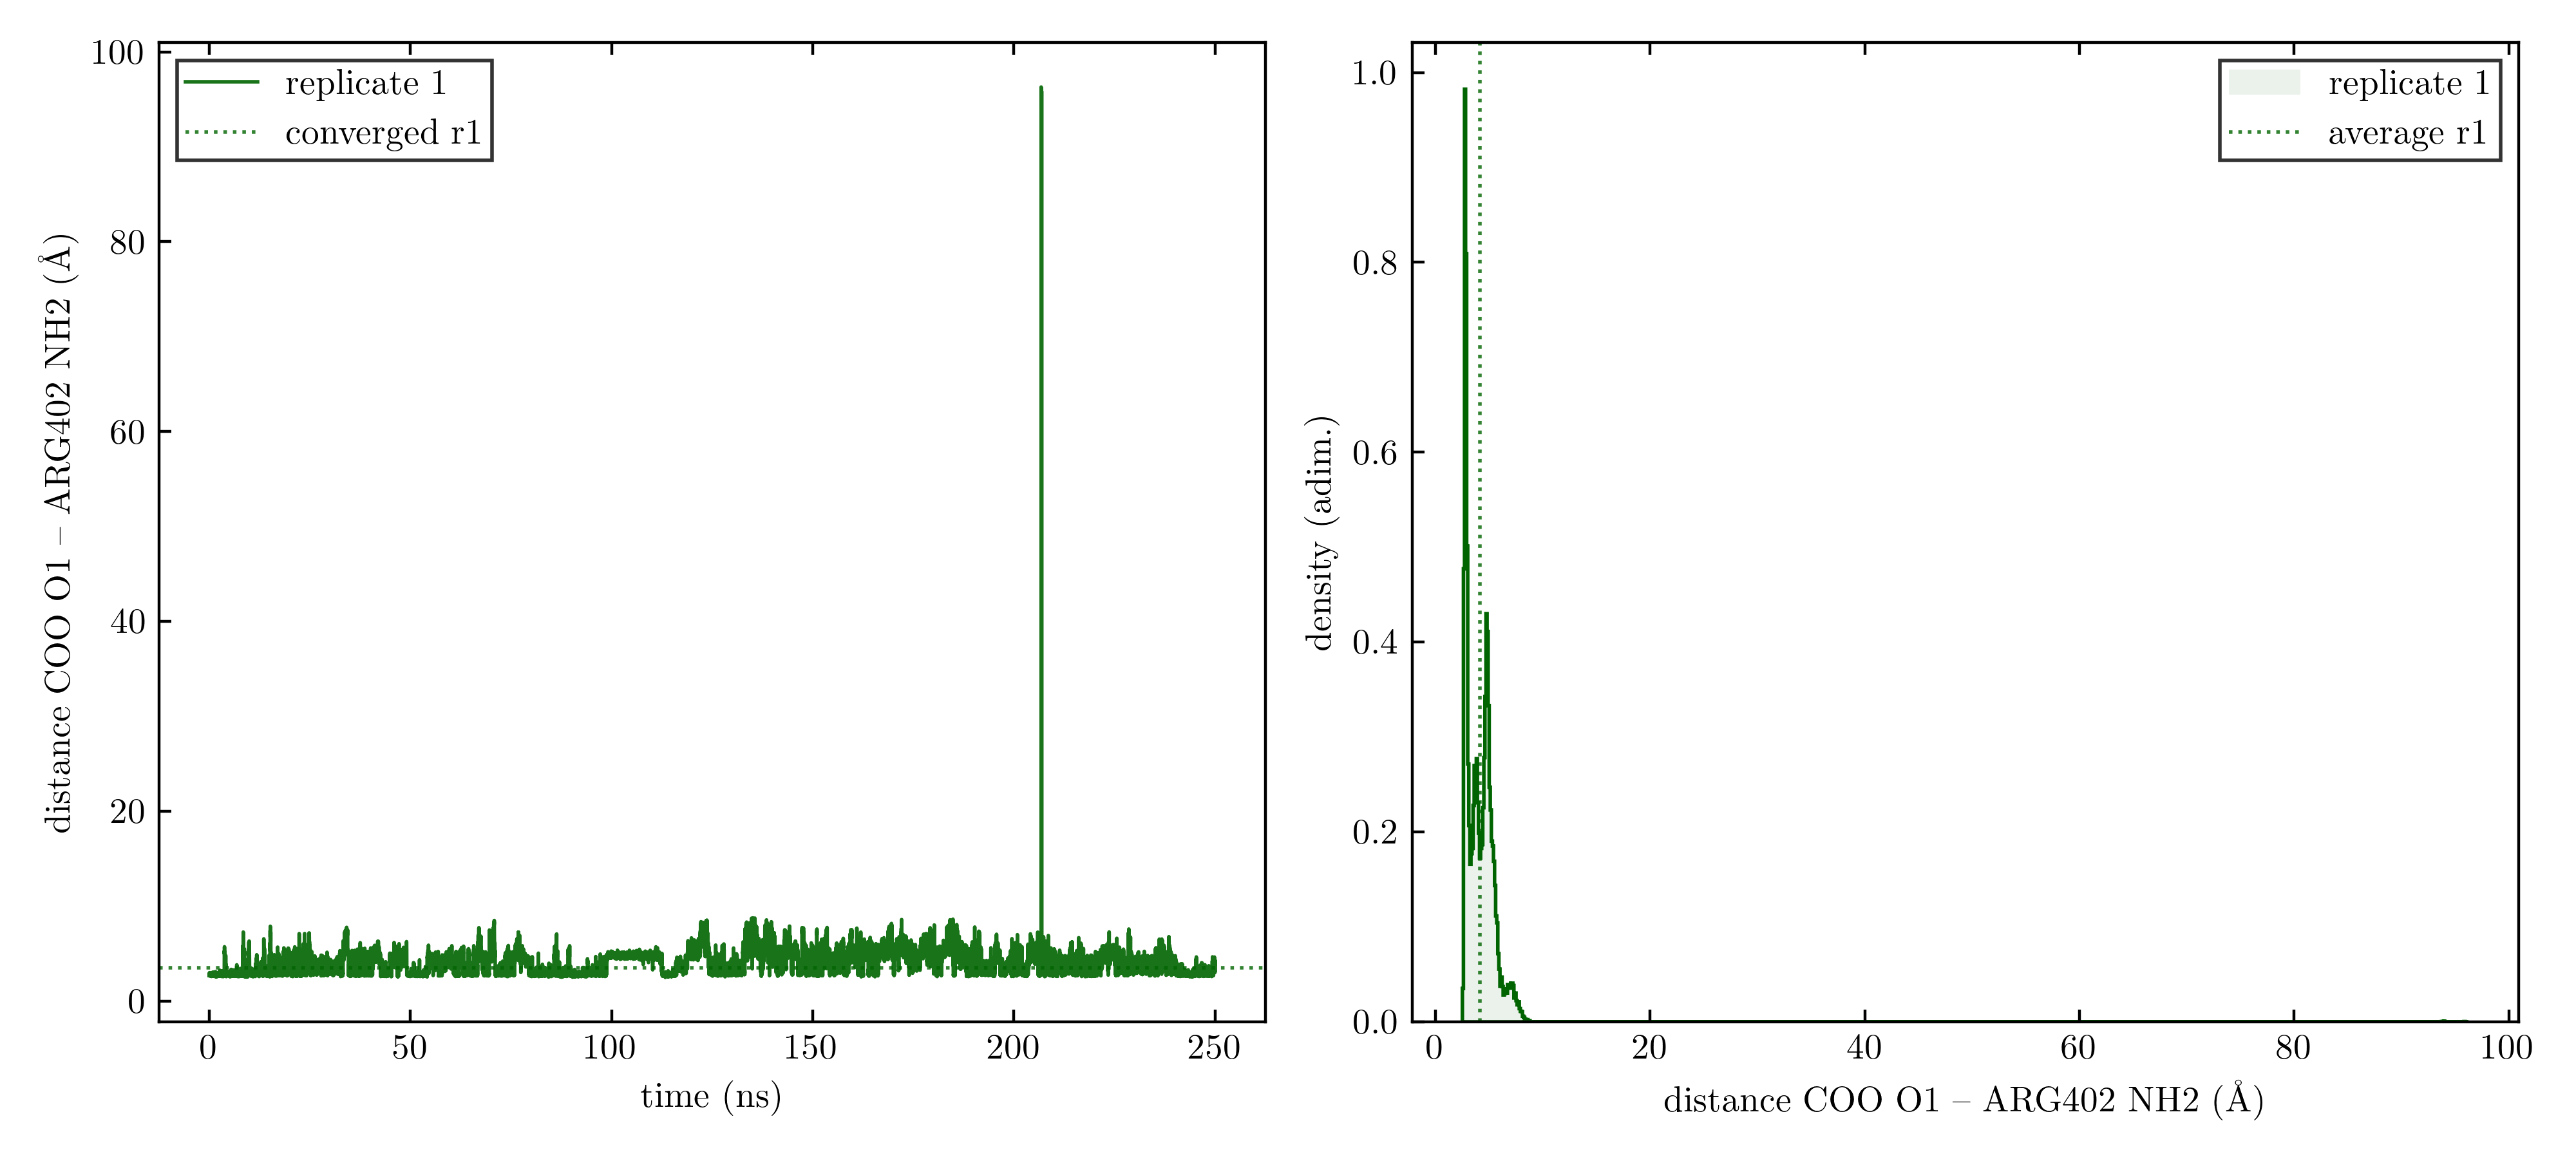 100
80
60
40
20
0
distance COO O1 – ARG402 NH2 (Å)
replicate 1
converged r1
0 50 100 150 200 250
time (ns)
1.0
0.8
0.6
0.4
0.2
0.0
density (adim.)
replicate 1
average r1
0 20 40 60 80 100
distance COO O1 – ARG402 NH2 (Å)